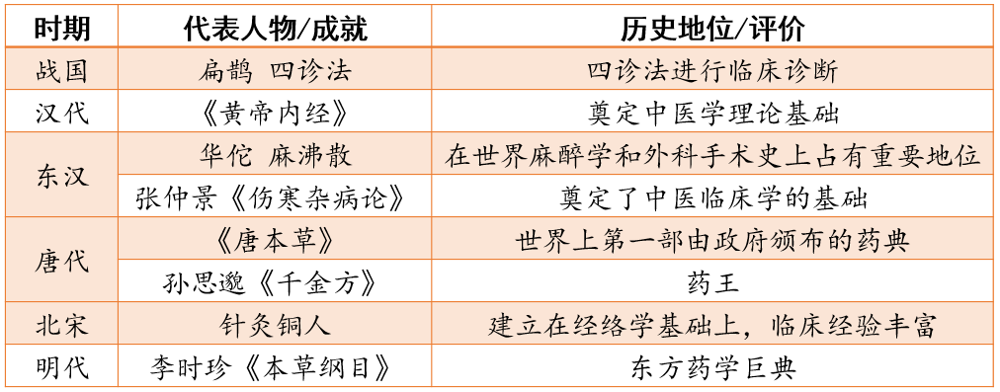 时期 代表人物/成就 历史地位/评价
战国 扁鹊 四诊法 四诊法进行临床诊断
汉代 《黄帝内经》 奠定中医学理论基础
东汉 华佗 麻沸散 在世界麻醉学和外科手术史上占有重要地位
张仲景《伤寒杂病论》 奠定了中医临床学的基础
唐代 《唐本草》 世界上第一部由政府颁布的药典
孙思邈《千金方》 药王
北宋 针灸铜人 建立在经络学基础上，临床经验丰富
明代 李时珍《本草纲目》 东方药学巨典